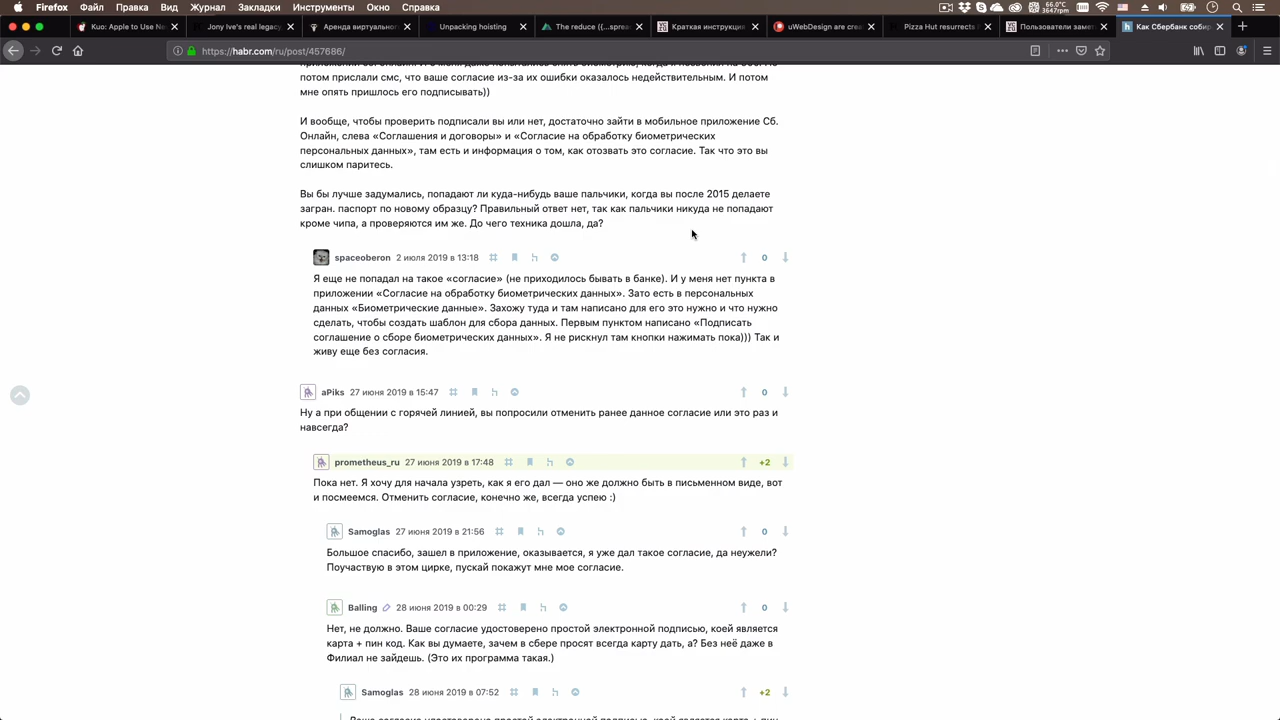 Firefox Файл Правка Вид Журнал Закладки Инструменты Окно Справка
56.0°C
3647rpm
Kuo: Apple to Use Ne
Jony Ive's real legacy
Аренда виртуальног
Unpacking hoisting
The reduce ({...sprea
Краткая инструкци
uWebDesign are crea
Pizza Hut resurrects
Пользователи замет
Как Сбербанк собир
https://habr.com/ru/post/457686/
потом прислали смс, что ваше согласие из-за их ошибки оказалось недействительным. И потом
мне опять пришлось его подписывать))
И вообще, чтобы проверить подписали вы или нет, достаточно зайти в мобильное приложение Сб.
Онлайн, слева «Соглашения и договоры» и «Согласие на обработку биометрических
персональных данных», там есть и информация о том, как отозвать это согласие. Так что это вы
слишком паритесь.
Вы бы лучше задумались, попадают ли куда-нибудь ваше пальчики, когда вы после 2015 делаете
загран. паспорт по новому образцу? Правильный ответ нет, так как пальчики никуда не попадают
кроме чипа, а проверяются им же. До чего техника дошла, да?
spaceoberon 2 июля 2019 в 13:18 0
Я еще не попадал на такое «согласие» (не приходилось бывать в банке). И у меня нет пункта в
приложении «Согласие на обработку биометрических данных». Зато есть в персональных
данных «Биометрические данные». Захожу туда и там написано для его это нужно и что нужно
сделать, чтобы создать шаблон для сбора данных. Первым пунктом написано «Подписать
соглашение о сборе биометрических данных». Я не рискнул там кнопки нажимать пока))) Так и
живу еще без согласия.
aPiks 27 июня 2019 в 15:47 0
Ну а при общении с горячей линией, вы попросили отменить ранее данное согласие или это раз и
навсегда?
prometheus_ru 27 июня 2019 в 17:48 +2
Пока нет. Я хочу для начала узреть, как я его дал — оно же должно быть в письменном виде, вот
и посмеемся. Отменить согласие, конечно же, всегда успею :)
Samoglas 27 июня 2019 в 21:56 0
Большое спасибо, зашел в приложение, оказывается, я уже дал такое согласие, да неужели?
Поучаствую в этом цирке, пускай покажут мне мое согласие.
Balling 28 июня 2019 в 00:29 0
Нет, не должно. Ваше согласие удостоверено простой электронной подписью, коей является
карта + пин код. Как вы думаете, зачем в сбере просят всегда карту дать, а? Без неё даже в
Филиал не зайдешь. (Это их программа такая.)
Samoglas 28 июня 2019 в 07:52 +2